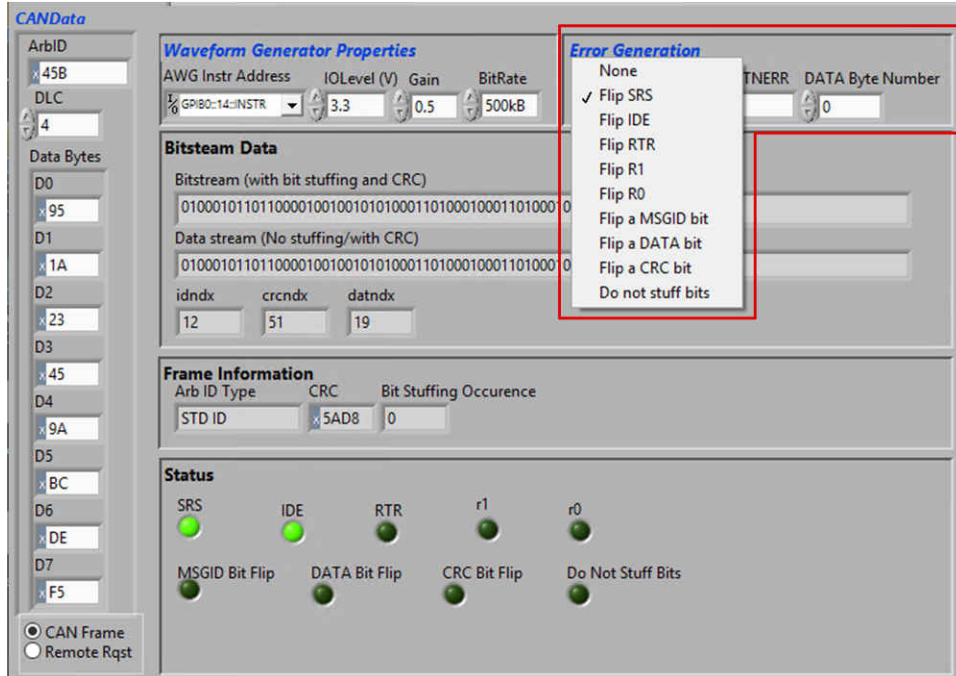 CANData
ArbID
x 45B
DLC
4
Data Bytes
D0
x 95
D1
x 1A
D2
x 23
D3
x 45
D4
x 9A
D5
x BC
D6
x DE
D7
x F5
CAN Frame
Remote Rqst
Waveform Generator Properties
AWG Instr Address IOLevel (V) Gain BitRate
GPIB0::14::INSTR 3.3 0.5 500kB
Error Generation
TNERR DATA Byte Number
0
None
✓ Flip SRS
Flip IDE
Flip RTR
Flip R1
Flip R0
Flip a MSGID bit
Flip a DATA bit
Flip a CRC bit
Do not stuff bits
Bitsteam Data
Bitstream (with bit stuffing and CRC)
Data stream (No stuffing/with CRC)
idndx crcndx datndx
12 51 19
Frame Information
Arb ID Type CRC Bit Stuffing Occurence
STD ID x 5AD8 0
Status
SRS IDE RTR r1 r0
MSGID Bit Flip DATA Bit Flip CRC Bit Flip Do Not Stuff Bits